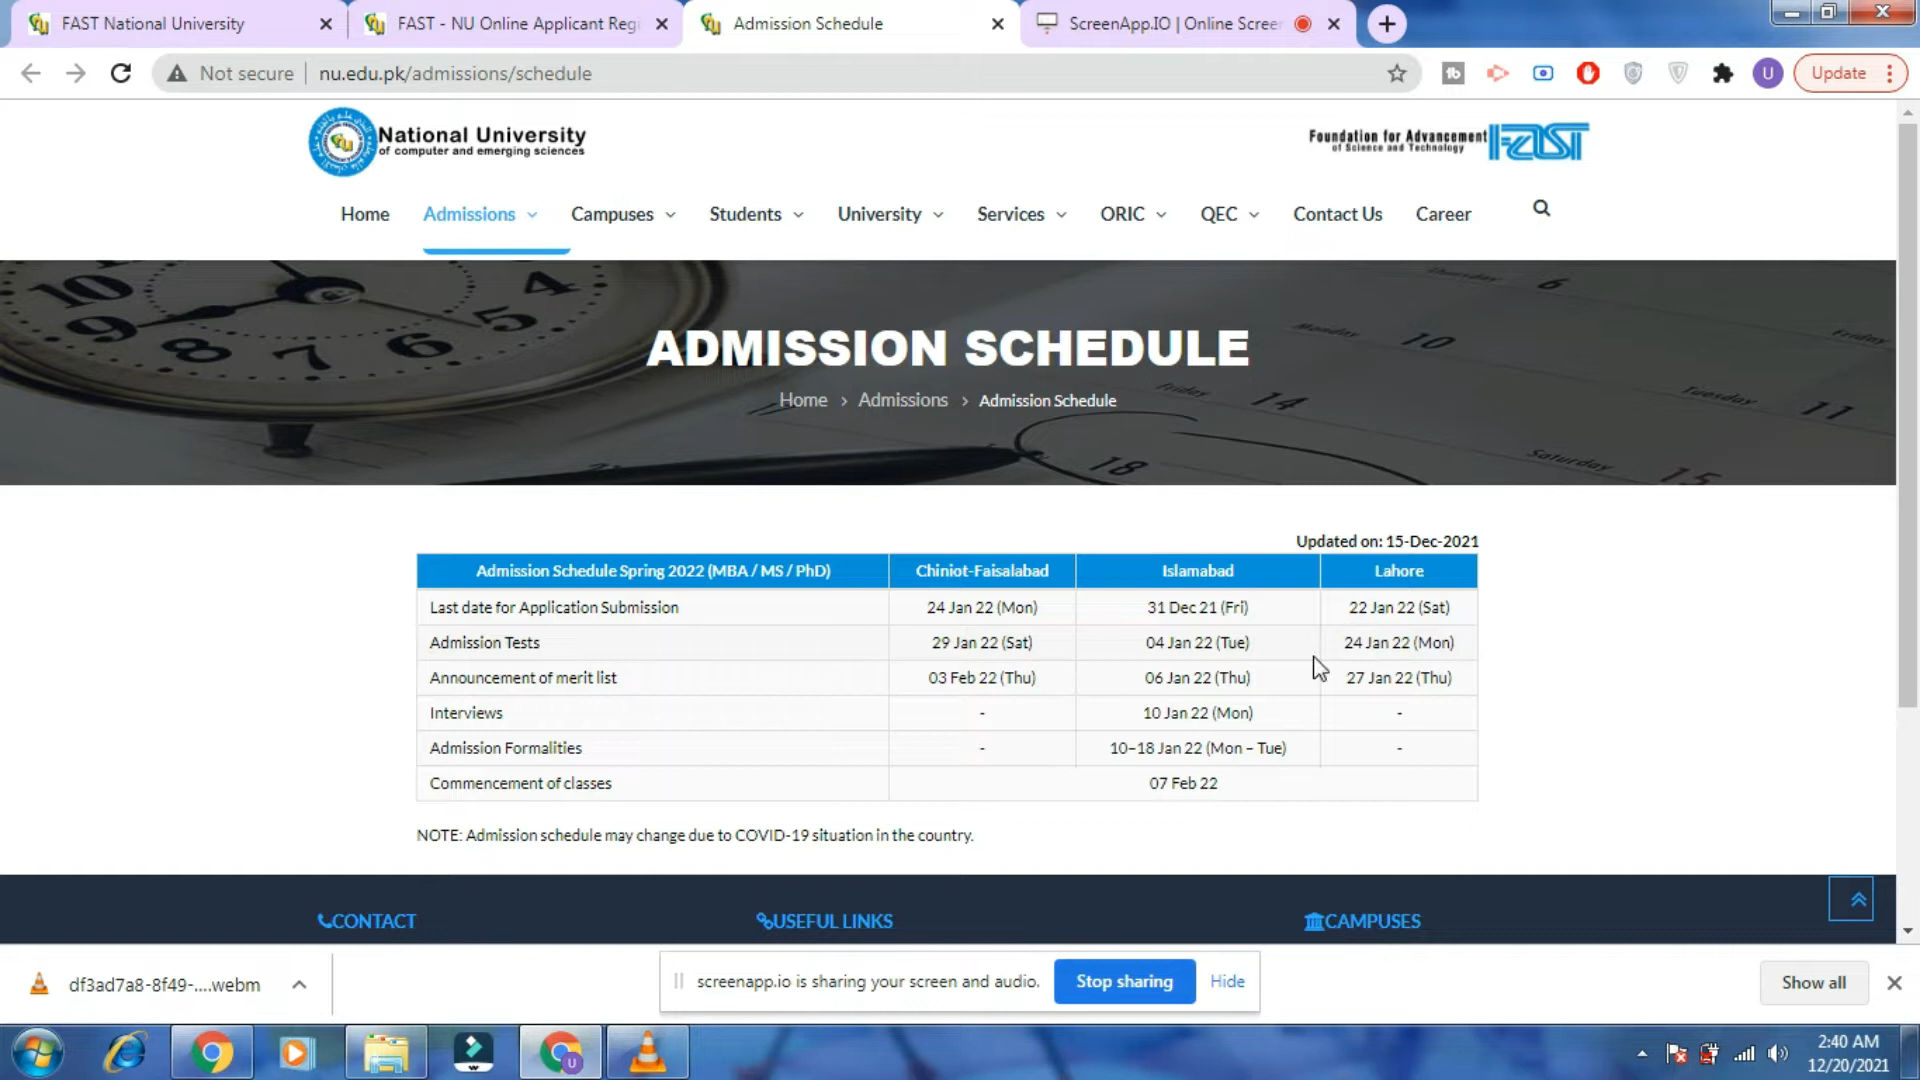 FAST National University
FAST - NU Online Applicant Regi
Admission Schedule
ScreenApp.IO | Online Screen
Not secure
nu.edu.pk/admissions/schedule
U
Update
National University
of computer and emerging sciences
Foundation for Advancement
of Science and Technology
FAST
Home
Admissions
Campuses
Students
University
Services
ORIC
QEC
Contact Us
Career
ADMISSION SCHEDULE
Home > Admissions > Admission Schedule
Updated on: 15-Dec-2021
Admission Schedule Spring 2022 (MBA / MS / PhD) Chiniot-Faisalabad Islamabad Lahore
Last date for Application Submission 24 Jan 22 (Mon) 31 Dec 21 (Fri) 22 Jan 22 (Sat)
Admission Tests 29 Jan 22 (Sat) 04 Jan 22 (Tue) 24 Jan 22 (Mon)
Announcement of merit list 03 Feb 22 (Thu) 06 Jan 22 (Thu) 27 Jan 22 (Thu)
Interviews - 10 Jan 22 (Mon) -
Admission Formalities - 10–18 Jan 22 (Mon – Tue) -
Commencement of classes 07 Feb 22
NOTE: Admission schedule may change due to COVID-19 situation in the country.
CONTACT
USEFUL LINKS
CAMPUSES
df3ad7a8-8f49-....webm
screenapp.io is sharing your screen and audio.
Stop sharing
Hide
Show all
2:40 AM
12/20/2021